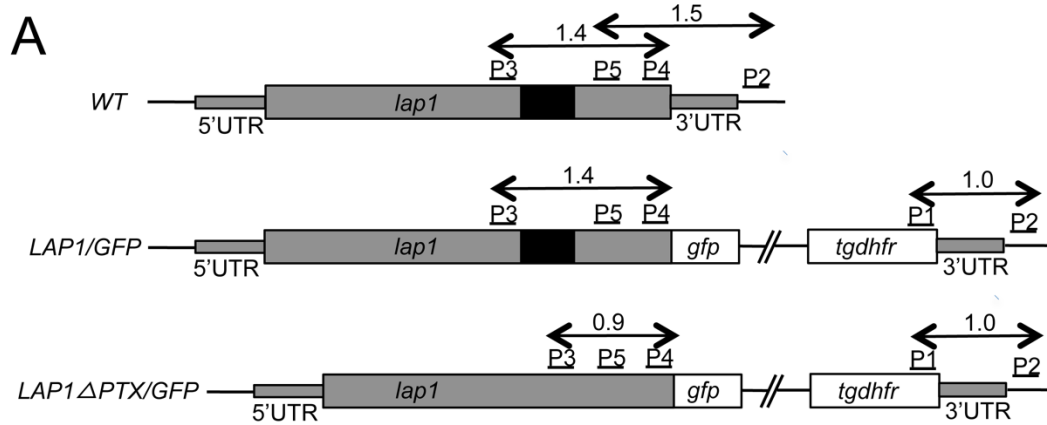 A
1.5
1.4
P3 P5 P4 P2
WT lap1
5'UTR 3'UTR
1.4 1.0
P3 P5 P4 P1 P2
LAP1/GFP lap1 gfp // tgdhfr
5'UTR 3'UTR
0.9 1.0
P3 P5 P4 P1 P2
LAP1ΔPTX/GFP lap1 gfp // tgdhfr
5'UTR 3'UTR